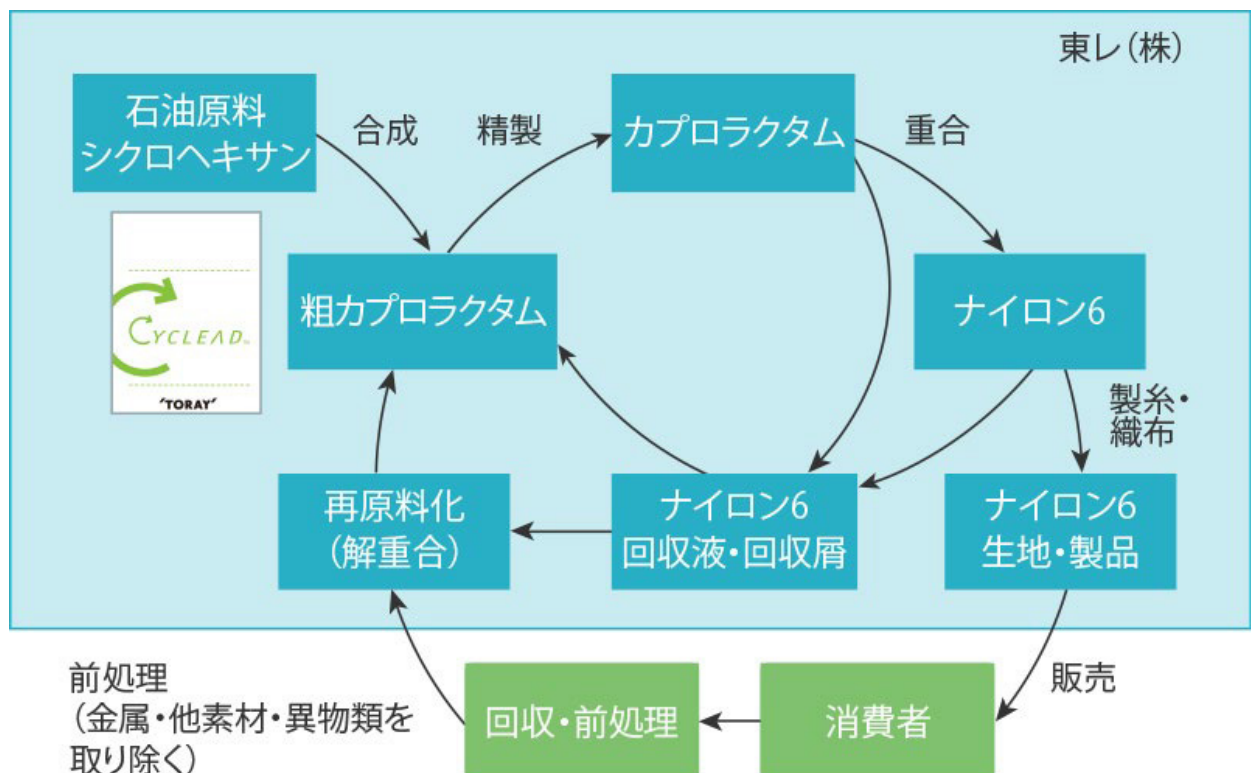 東レ（株）
石油原料
シクロヘキサン
合成
精製
カプロラクタム
重合
CYCLEAD
'TORAY'
粗カプロラクタム
ナイロン6
製糸・
織布
再原料化
（解重合）
ナイロン6
回収液・回収屑
ナイロン6
生地・製品
前処理
（金属・他素材・異物類を
取り除く）
回収・前処理
消費者
販売